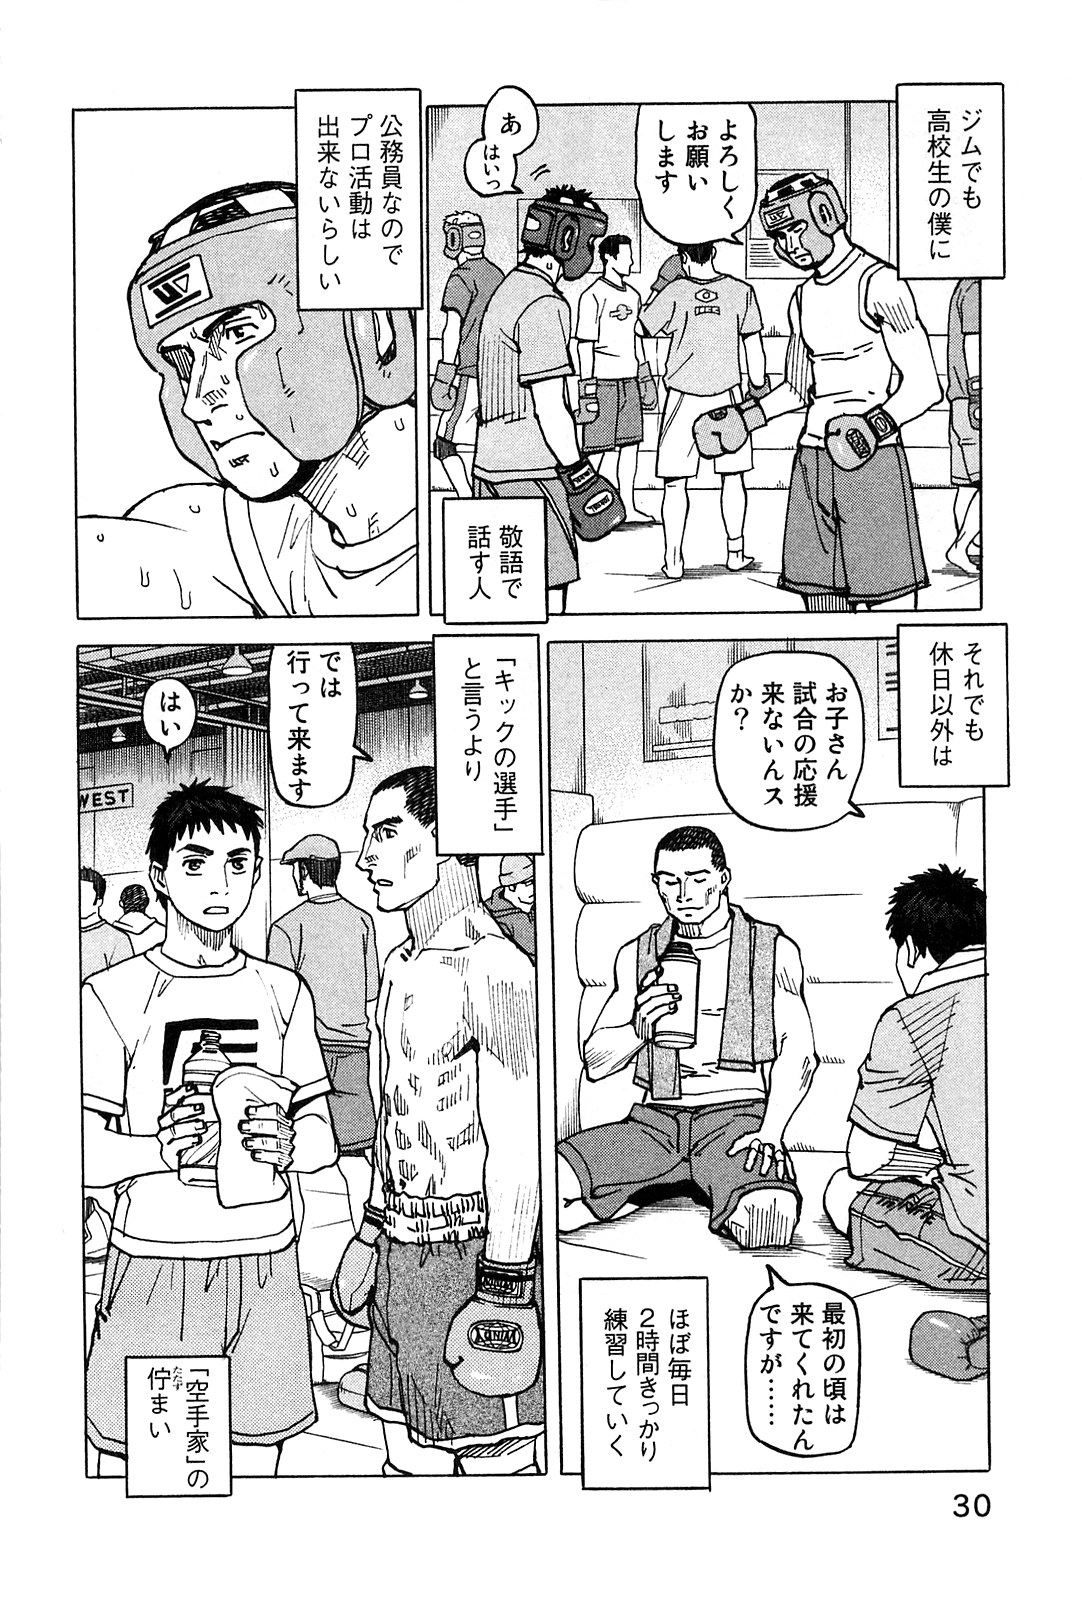 ジムでも
高校生の僕に
よろしく
お願い
します
あ
はいっ
敬語で
話す人
公務員なので
プロ活動は
出来ないらしい
それでも
休日以外は
お子さん
試合の応援
来ないんス
か？
最初の頃は
来てくれたん
ですが……
ほぼ毎日
２時間きっかり
練習していく
「キックの選手」
と言うより
では
行って来ます
はい
WEST
WINDY
「空手家」の
佇まい
たたず
30